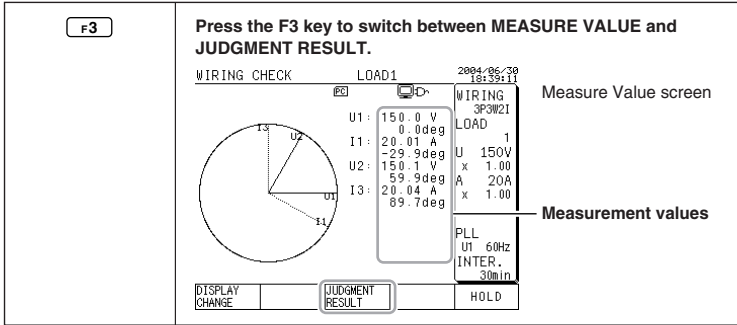 F3
Press the F3 key to switch between MEASURE VALUE and
JUDGMENT RESULT.
WIRING CHECK LOAD1 2004/06/30
18:39:11
PC
WIRING
3P3W2I
LOAD
1
U 150V
x 1.00
A 20A
x 1.00
PLL
U1 60Hz
INTER.
30min
U1: 150.0 V
0.0deg
I1: 20.01 A
-29.9deg
U2: 150.1 V
59.9deg
I3: 20.04 A
89.7deg
I3
U2
U1
I1
DISPLAY
CHANGE
JUDGMENT
RESULT
HOLD
Measure Value screen
Measurement values